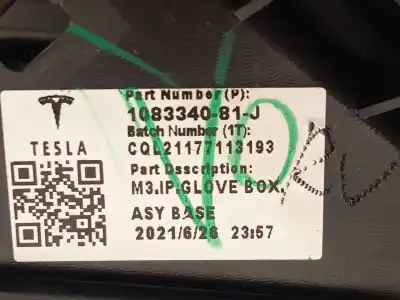 Part Number (P):
1083340-81-J
Batch Number (1T):
TESLA
CQL21177113193
Part Dsscription:
M3.IP,GLOVE BOX,
ASY BASE
2021/6/26 23:57